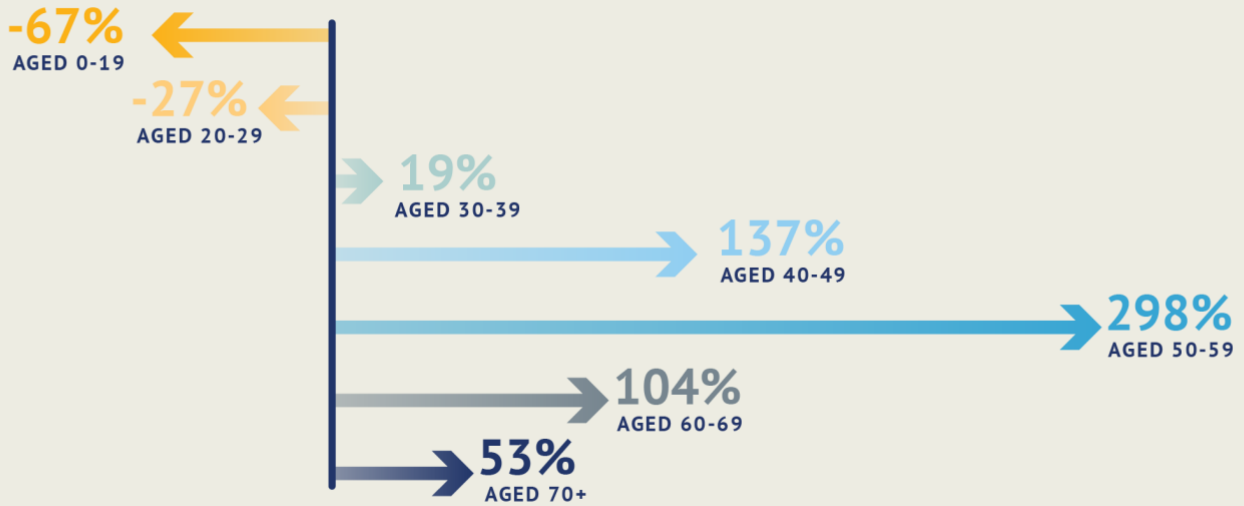 -67%
AGED 0-19
-27%
AGED 20-29
19%
AGED 30-39
137%
AGED 40-49
298%
AGED 50-59
104%
AGED 60-69
53%
AGED 70+